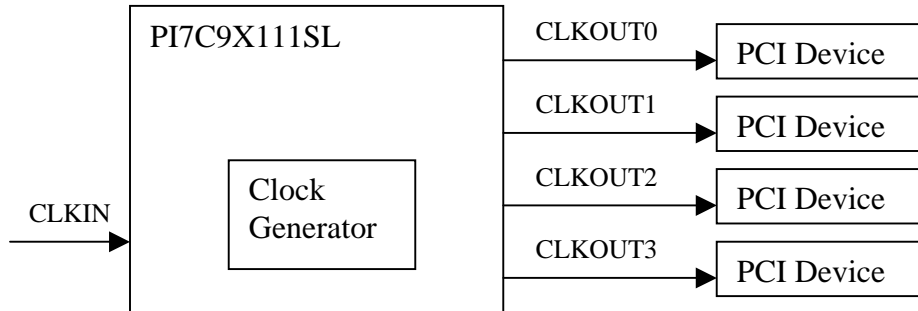 PI7C9X111SL
CLKOUT0
PCI Device
CLKOUT1
PCI Device
Clock
Generator
CLKIN
CLKOUT2
PCI Device
CLKOUT3
PCI Device